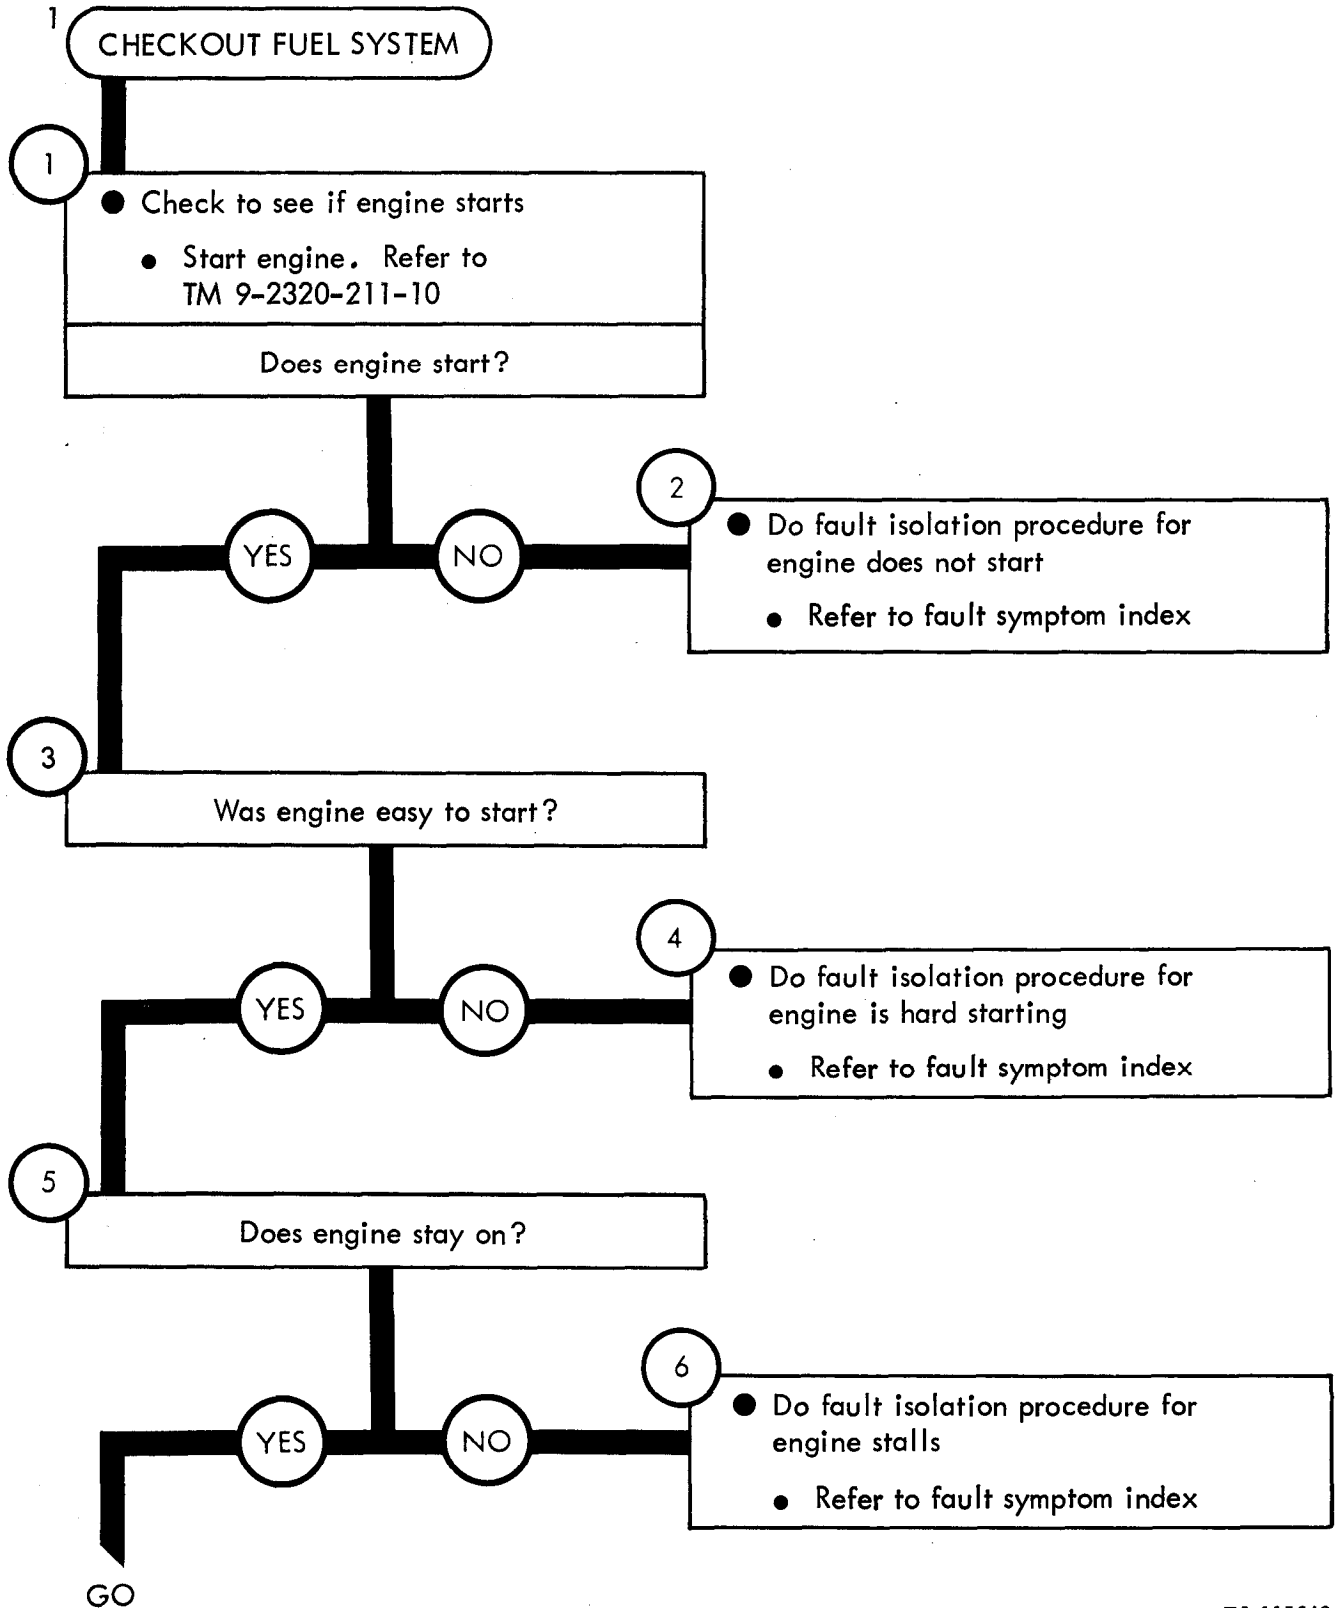 1
CHECKOUT FUEL SYSTEM
1
● Check to see if engine starts
● Start engine. Refer to
TM 9-2320-211-10
Does engine start?
YES
NO
2
● Do fault isolation procedure for
engine does not start
● Refer to fault symptom index
3
Was engine easy to start?
YES
NO
4
● Do fault isolation procedure for
engine is hard starting
● Refer to fault symptom index
5
Does engine stay on?
YES
NO
6
● Do fault isolation procedure for
engine stalls
● Refer to fault symptom index
GO